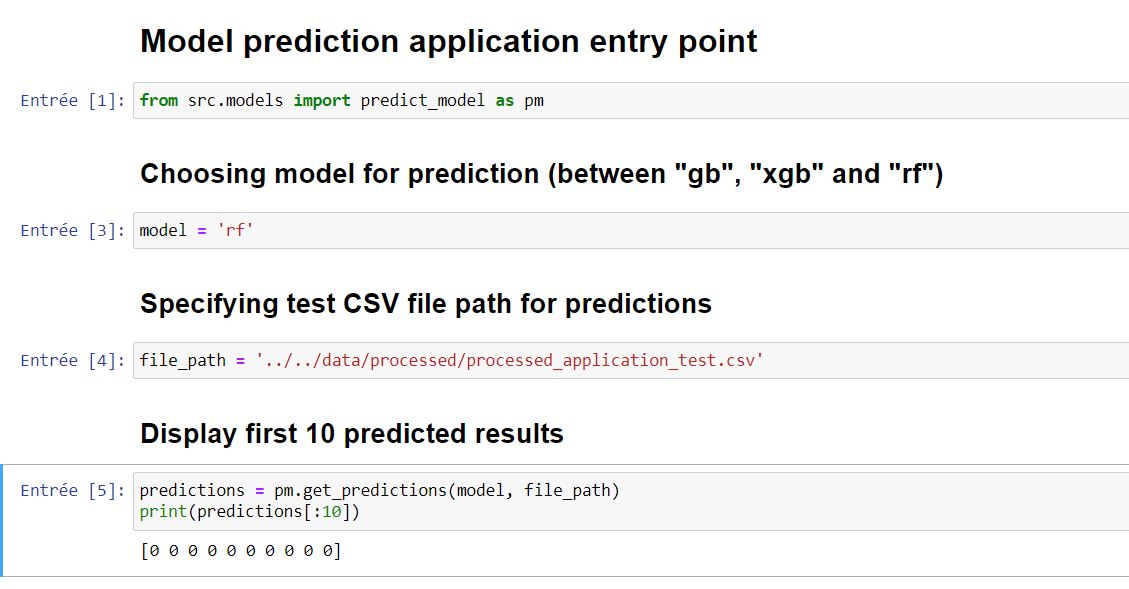 Model prediction application entry point
Entrée [1]: from src.models import predict_model as pm
Choosing model for prediction (between "gb", "xgb" and "rf")
Entrée [3]: model = 'rf'
Specifying test CSV file path for predictions
Entrée [4]: file_path = '../../data/processed/processed_application_test.csv'
Display first 10 predicted results
Entrée [5]: predictions = pm.get_predictions(model, file_path)
print(predictions[:10])
[0 0 0 0 0 0 0 0 0 0]